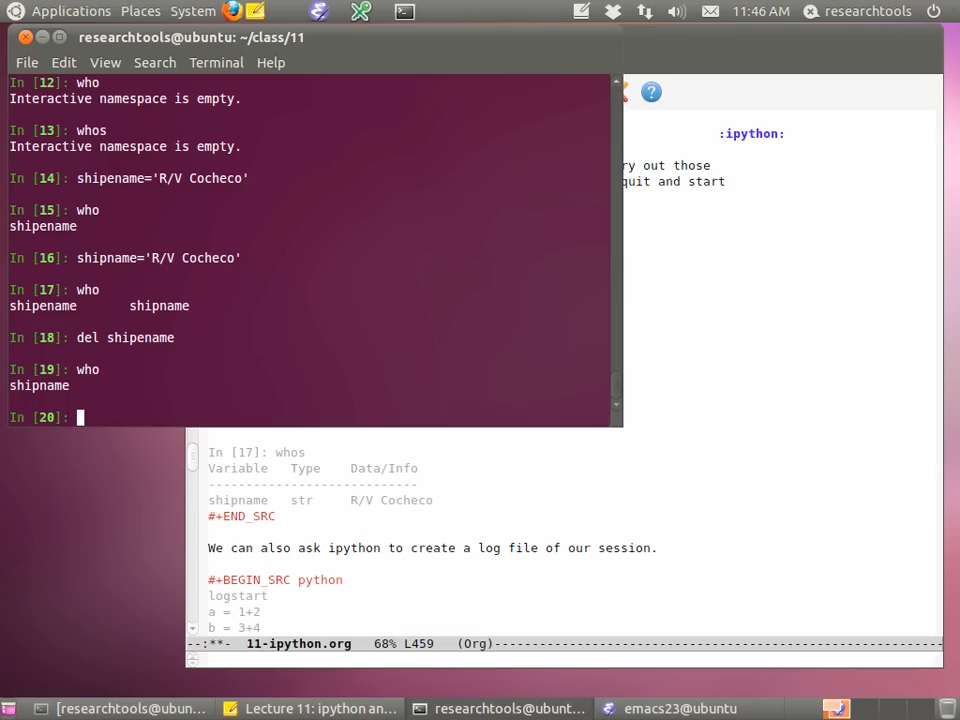 Applications Places System 11:46 AM researchtools
researchtools@ubuntu: ~/class/11
File Edit View Search Terminal Help
In [12]: who
Interactive namespace is empty.
In [13]: whos
Interactive namespace is empty.
In [14]: shipename='R/V Cocheco'
In [15]: who
shipename
In [16]: shipname='R/V Cocheco'
In [17]: who
shipename shipname
In [18]: del shipename
In [19]: who
shipname
In [20]:
:ipython:
ry out those
quit and start
In [17]: whos
Variable Type Data/Info
----------------------------
shipname str R/V Cocheco
#+END_SRC
We can also ask ipython to create a log file of our session.
#+BEGIN_SRC python
logstart
a = 1+2
b = 3+4
--:**- 11-ipython.org 68% L459 (Org)------------------------------------------------------------
[researchtools@ubun... Lecture 11: ipython an... researchtools@ubunt... emacs23@ubuntu